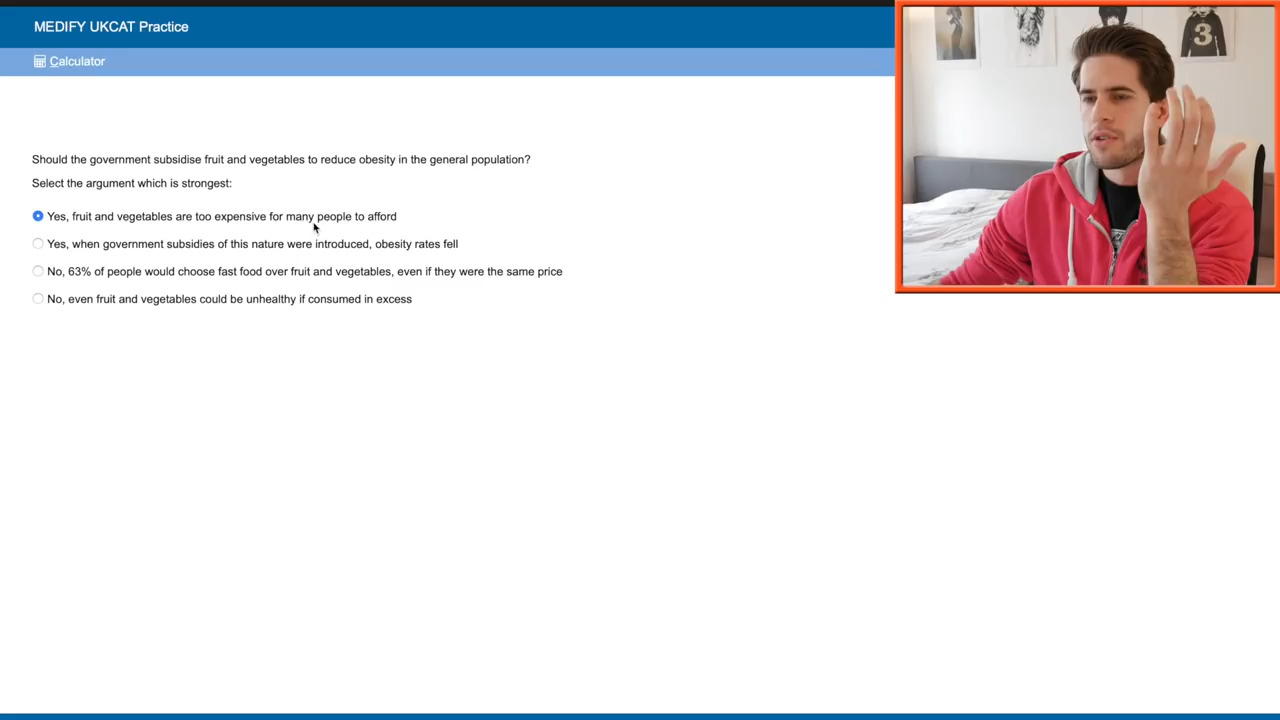 MEDIFY UKCAT Practice
Calculator
Should the government subsidise fruit and vegetables to reduce obesity in the general population?
Select the argument which is strongest:
Yes, fruit and vegetables are too expensive for many people to afford
Yes, when government subsidies of this nature were introduced, obesity rates fell
No, 63% of people would choose fast food over fruit and vegetables, even if they were the same price
No, even fruit and vegetables could be unhealthy if consumed in excess
3